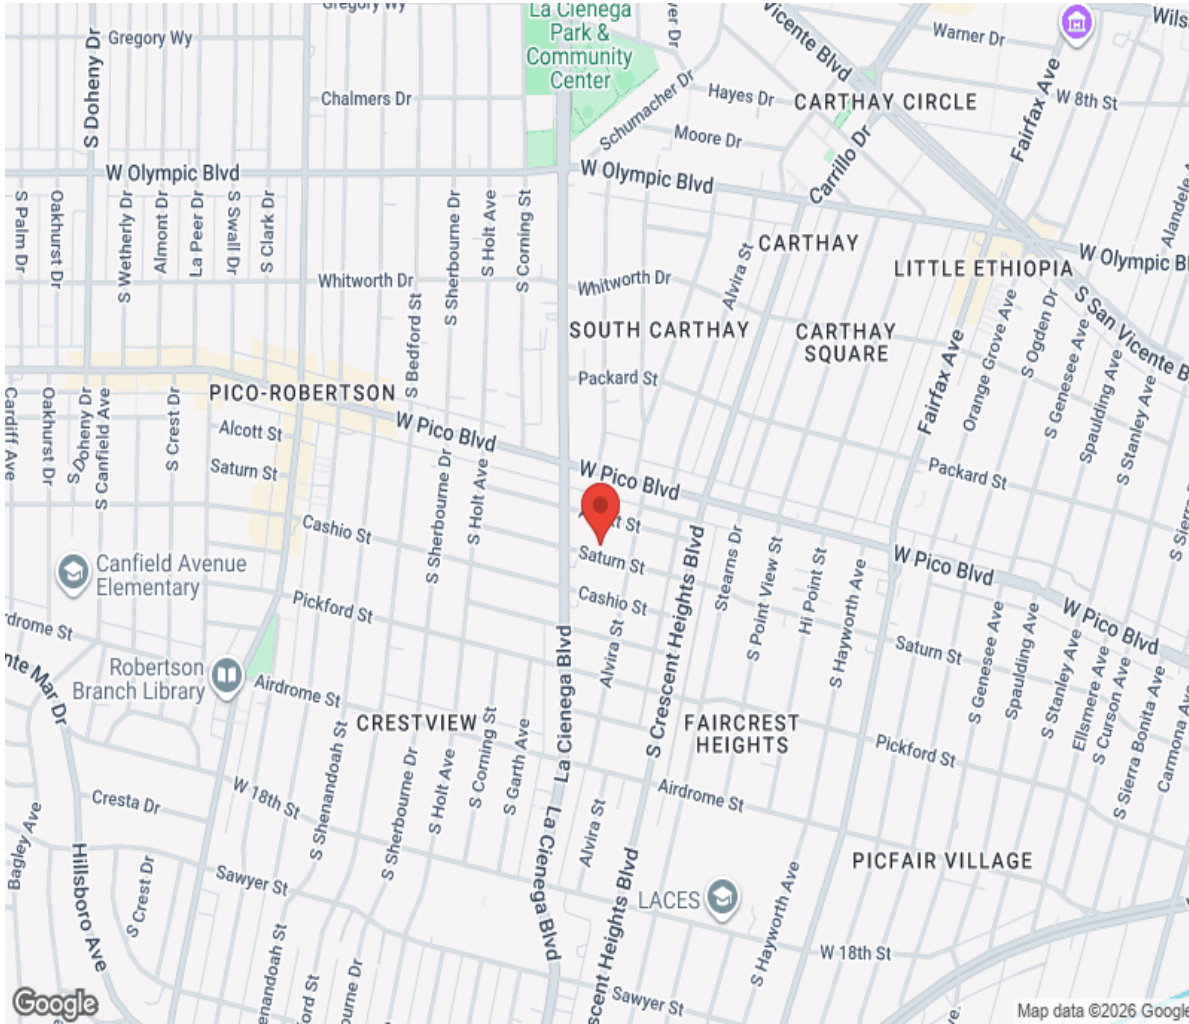 Gregory Wy
La Cienega
Park &
Community
Center
Vicente Blvd
Warner Dr
S Doheny Dr
Gregory Wy
Chalmers Dr
Schumacher Dr
Hayes Dr
CARTHAY CIRCLE
W 8th St
Fairfax Ave
Moore Dr
W Olympic Blvd
W Olympic Blvd
Carrillo Dr
S Palm Dr
Oakhurst Dr
S Wetherly Dr
Almont Dr
La Peer Dr
S Swall Dr
S Clark Dr
S Sherbourne Dr
S Holt Ave
S Corning St
Alvira St
CARTHAY
LITTLE ETHIOPIA
W Olympic Bl
Whitworth Dr
Whitworth Dr
S Bedford St
SOUTH CARTHAY
CARTHAY
SQUARE
Fairfax Ave
Orange Grove Ave
S Ogden Dr
S Genesee Ave
Spaulding Ave
S Stanley Ave
S San Vicente B
Packard St
PICO-ROBERTSON
W Pico Blvd
Cardiff Ave
Oakhurst Dr
S Doheny Dr
S Canfield Ave
S Crest Dr
Alcott St
Saturn St
S Sherbourne Dr
S Holt Ave
W Pico Blvd
Packard St
Cashio St
Saturn St
Cashio St
Alvira St
S Crescent Heights Blvd
Stearns Dr
S Point View St
Hi Point St
S Hayworth Ave
W Pico Blvd
W Pico Blvd
Canfield Avenue
Elementary
Pickford St
Saturn St
S Genesee Ave
Spaulding Ave
S Stanley Ave
Ellsmere Ave
S Curson Ave
S Sierra Bonita Ave
Carmona Ave
Robertson
Branch Library
Airdrome St
La Cienega Blvd
CRESTVIEW
FAIRCREST
HEIGHTS
Pickford St
S Shenandoah St
S Sherbourne Dr
S Holt Ave
S Corning St
S Garth Ave
Airdrome St
W 18th St
Cresta Dr
Bagley Ave
Hillsboro Ave
S Crest Dr
Sawyer St
La Cienega Blvd
Alvira St
PICFAIR VILLAGE
LACES
S Hayworth Ave
W 18th St
Sawyer St
Google
Map data ©2026 Google